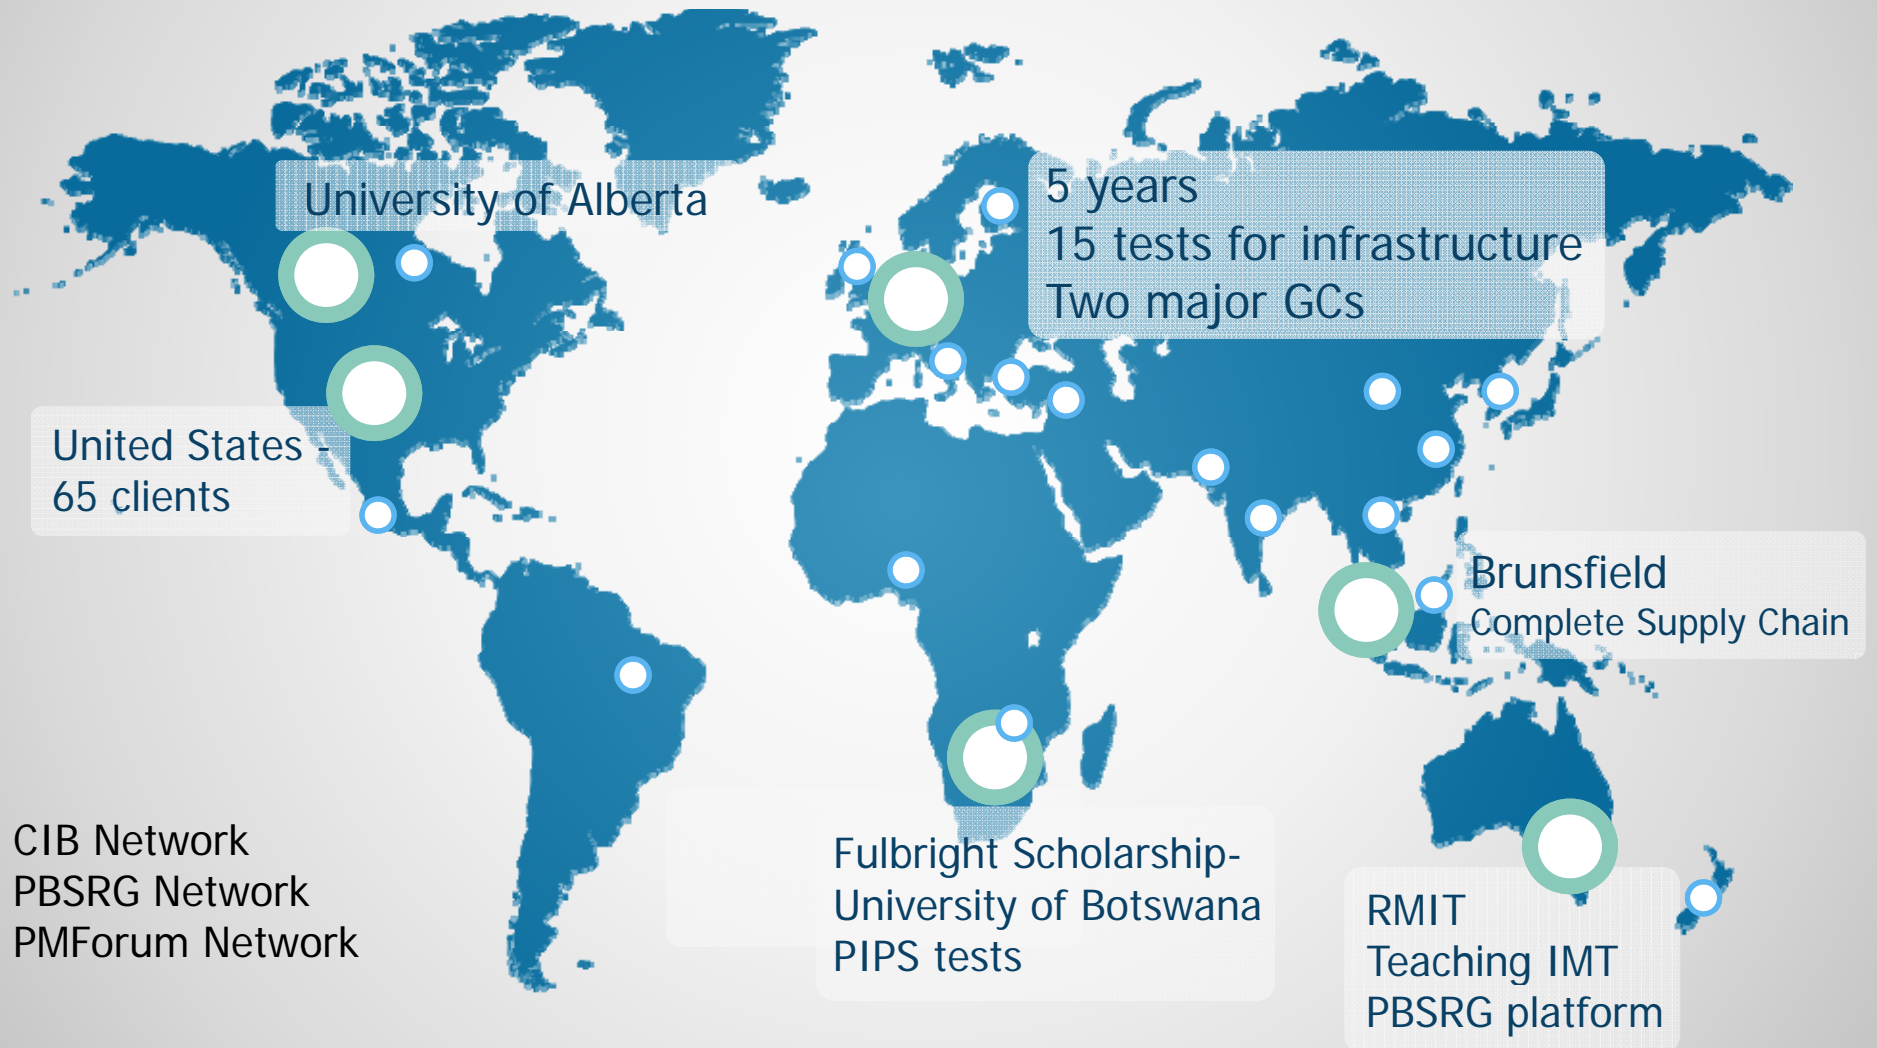 University of Alberta
5 years
15 tests for infrastructure
Two major GCs
United States -
65 clients
Brunsfield
Complete Supply Chain
CIB Network
PBSRG Network
PMForum Network
Fulbright Scholarship-
University of Botswana
PIPS tests
RMIT
Teaching IMT
PBSRG platform